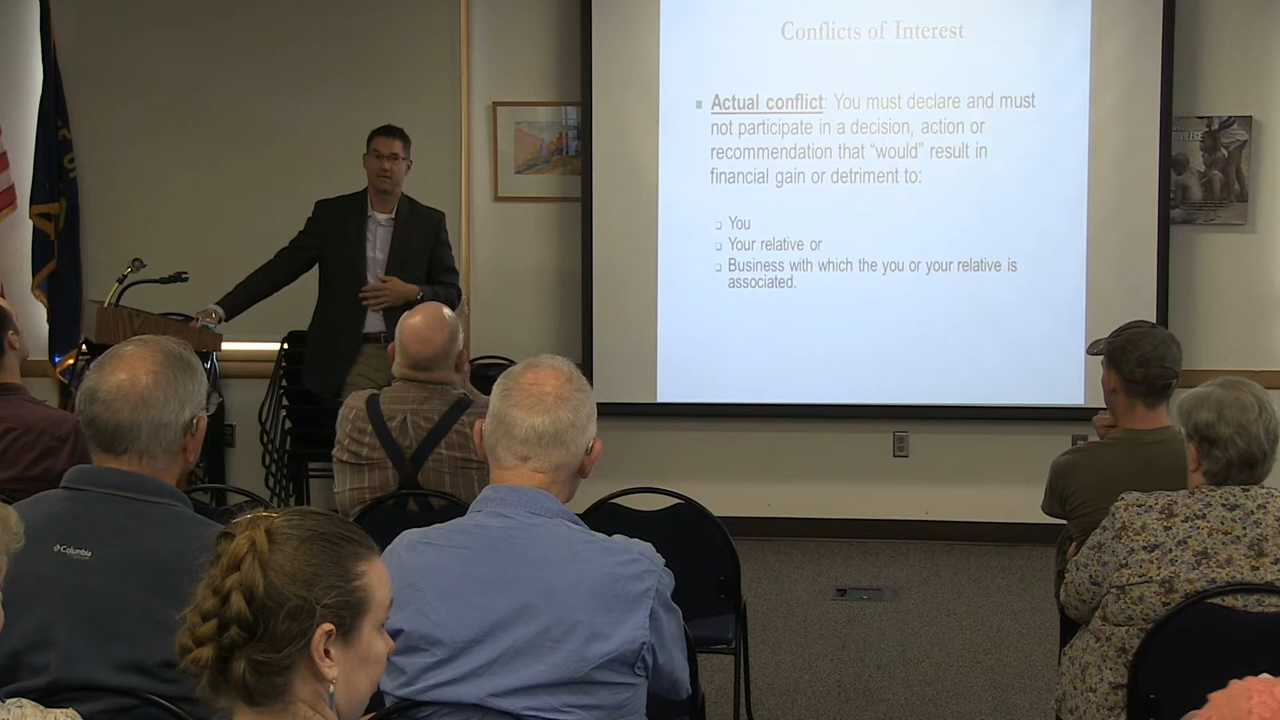 Conflicts of Interest
Actual conflict: You must declare and must
not participate in a decision, action or
recommendation that “would” result in
financial gain or detriment to:
You
Your relative or
Business with which the you or your relative is
associated.
Columbia